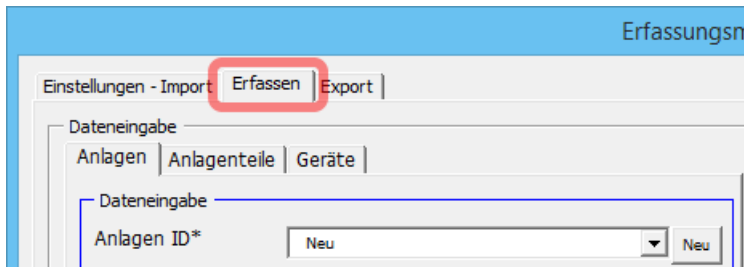 Erfassungsm
Einstellungen - Import Erfassen Export
Dateneingabe
Anlagen Anlagenteile Geräte
Dateneingabe
Anlagen ID* Neu Neu